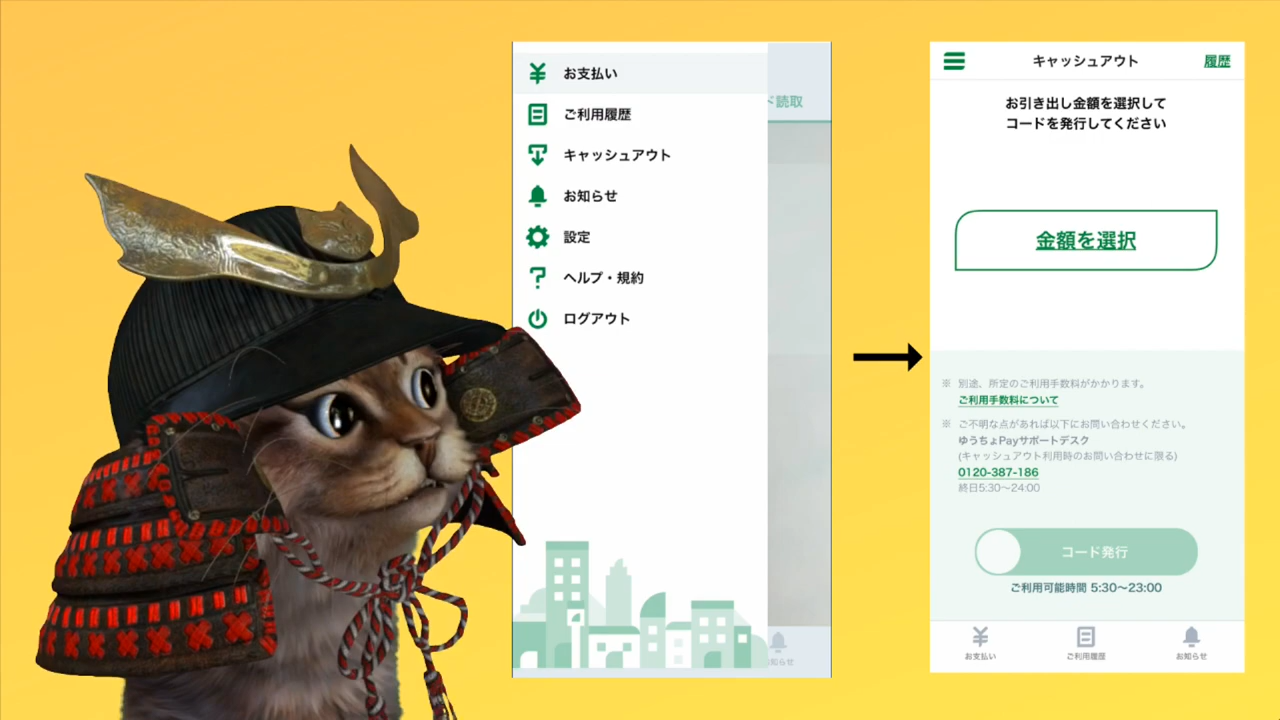 お支払い
ご利用履歴
キャッシュアウト
お知らせ
設定
ヘルプ・規約
ログアウト
ド読取
知らせ
キャッシュアウト
履歴
お引き出し金額を選択して
コードを発行してください
金額を選択
※ 別途、所定のご利用手数料がかかります。
ご利用手数料について
※ ご不明な点があれば以下にお問い合わせください。
ゆうちょPayサポートデスク
(キャッシュアウト利用時のお問い合わせに限る)
0120-387-186
終日5:30〜24:00
コード発行
ご利用可能時間 5:30〜23:00
お支払い
ご利用履歴
お知らせ